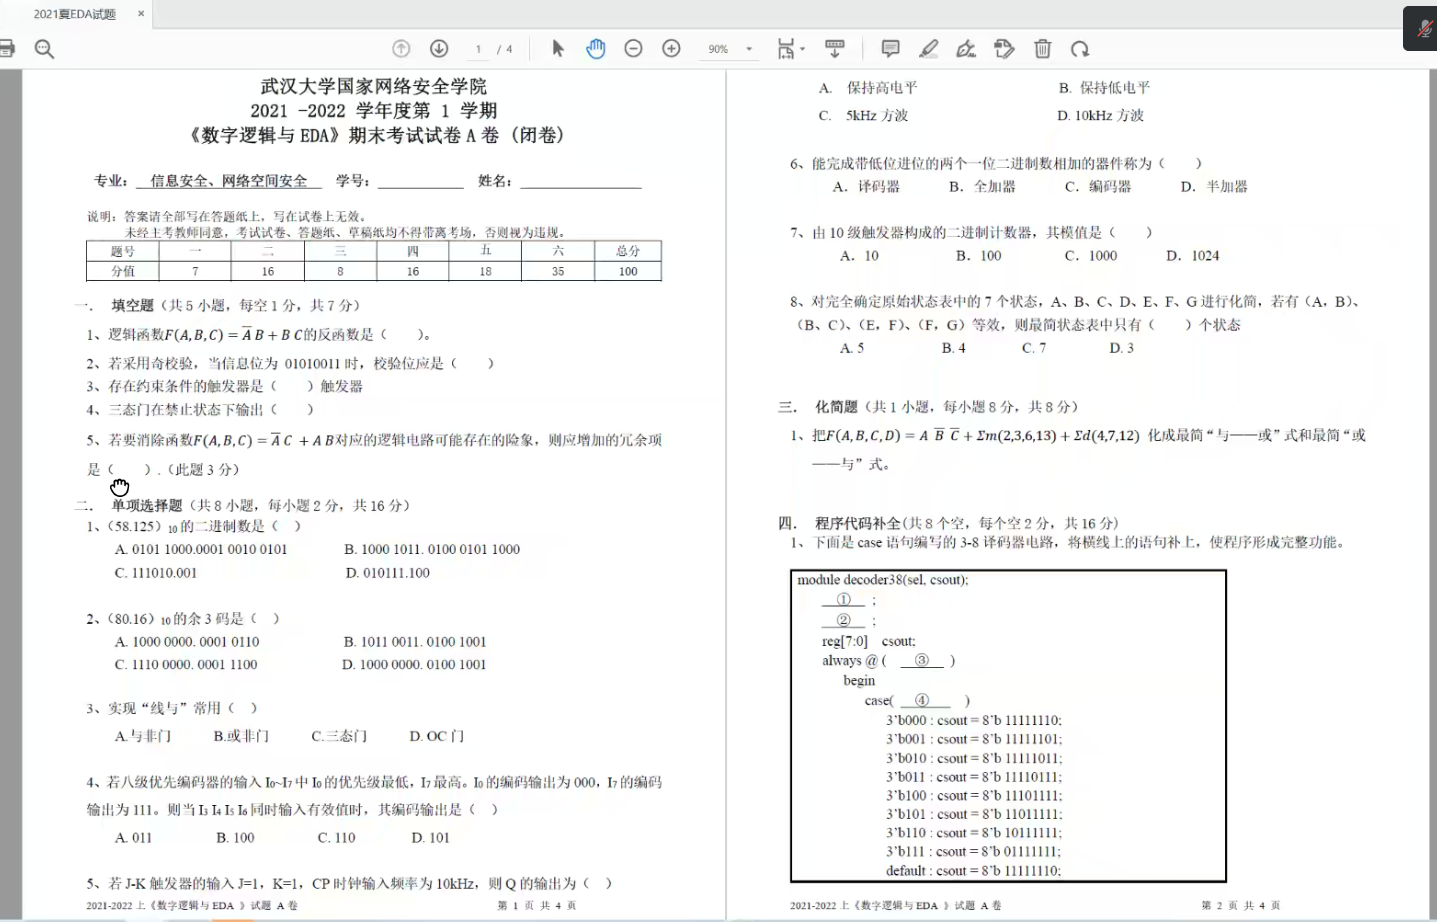 2021夏EDA试题 ×
1 / 4 90%
武汉大学国家网络安全学院
2021 -2022 学年度第 1 学期
《数字逻辑与 EDA》期末考试试卷 A 卷（闭卷）
专业： 信息安全、网络空间安全 学号：__________ 姓名：______________
说明：答案请全部写在答题纸上，写在试卷上无效。
未经主考教师同意，考试试卷、答题纸、草稿纸均不得带离考场，否则视为违规。
题号 一 二 三 四 五 六 总分
分值 7 16 8 16 18 35 100
一． 填空题（共 5 小题，每空 1 分，共 7 分）
1、逻辑函数F(A,B,C) = A̅ B + B C的反函数是（ ）。
2、若采用奇校验，当信息位为 01010011 时，校验位应是（ ）
3、存在约束条件的触发器是（ ）触发器
4、三态门在禁止状态下输出（ ）
5、若要消除函数F(A,B,C) = A̅ C + A B对应的逻辑电路可能存在的险象，则应增加的冗余项
是（ ）.（此题 3 分）
二． 单项选择题（共 8 小题，每小题 2 分，共 16 分）
1、（58.125）₁₀ 的二进制数是（ ）
A. 0101 1000.0001 0010 0101 B. 1000 1011. 0100 0101 1000
C. 111010.001 D. 010111.100
2、（80.16）₁₀ 的余 3 码是（ ）
A. 1000 0000. 0001 0110 B. 1011 0011. 0100 1001
C. 1110 0000. 0001 1100 D. 1000 0000. 0100 1001
3、实现“线与”常用（ ）
A.与非门 B.或非门 C.三态门 D. OC 门
4、若八级优先编码器的输入 I₀~I₇ 中 I₀ 的优先级最低，I₇ 最高。I₀ 的编码输出为 000，I₇ 的编码
输出为 111。则当 I₃ I₄ I₅ I₆ 同时输入有效值时，其编码输出是（ ）
A. 011 B. 100 C. 110 D. 101
5、若 J-K 触发器的输入 J=1，K=1，CP 时钟输入频率为 10kHz，则 Q 的输出为（ ）
2021-2022 上《数字逻辑与 EDA 》试题 A 卷 第 1 页 共 4 页
A. 保持高电平 B. 保持低电平
C. 5kHz 方波 D. 10kHz 方波
6、能完成带低位进位的两个一位二进制数相加的器件称为（ ）
A. 译码器 B. 全加器 C. 编码器 D. 半加器
7、由 10 级触发器构成的二进制计数器，其模值是（ ）
A. 10 B. 100 C. 1000 D. 1024
8、对完全确定原始状态表中的 7 个状态，A、B、C、D、E、F、G 进行化简，若有（A，B）、
（B、C）、（E，F）、（F，G）等效，则最简状态表中只有（ ）个状态
A. 5 B. 4 C. 7 D. 3
三． 化简题（共 1 小题，每小题 8 分，共 8 分）
1、把F(A,B,C,D) = A B̅ C̅ + Σm(2,3,6,13) + Σd(4,7,12) 化成最简“与——或”式和最简“或
——与”式。
四． 程序代码补全(共 8 个空，每个空 2 分，共 16 分)
1、下面是 case 语句编写的 3-8 译码器电路，将横线上的语句补上，使程序形成完整功能。
module decoder38(sel, csout);
① ;
② ;
reg[7:0] csout;
always @ ( ③ )
begin
case( ④ )
3’b000 : csout = 8’b 11111110;
3’b001 : csout = 8’b 11111101;
3’b010 : csout = 8’b 11111011;
3’b011 : csout = 8’b 11110111;
3’b100 : csout = 8’b 11101111;
3’b101 : csout = 8’b 11011111;
3’b110 : csout = 8’b 10111111;
3’b111 : csout = 8’b 01111111;
default : csout = 8’b 11111110;
2021-2022 上《数字逻辑与 EDA 》试题 A 卷 第 2 页 共 4 页